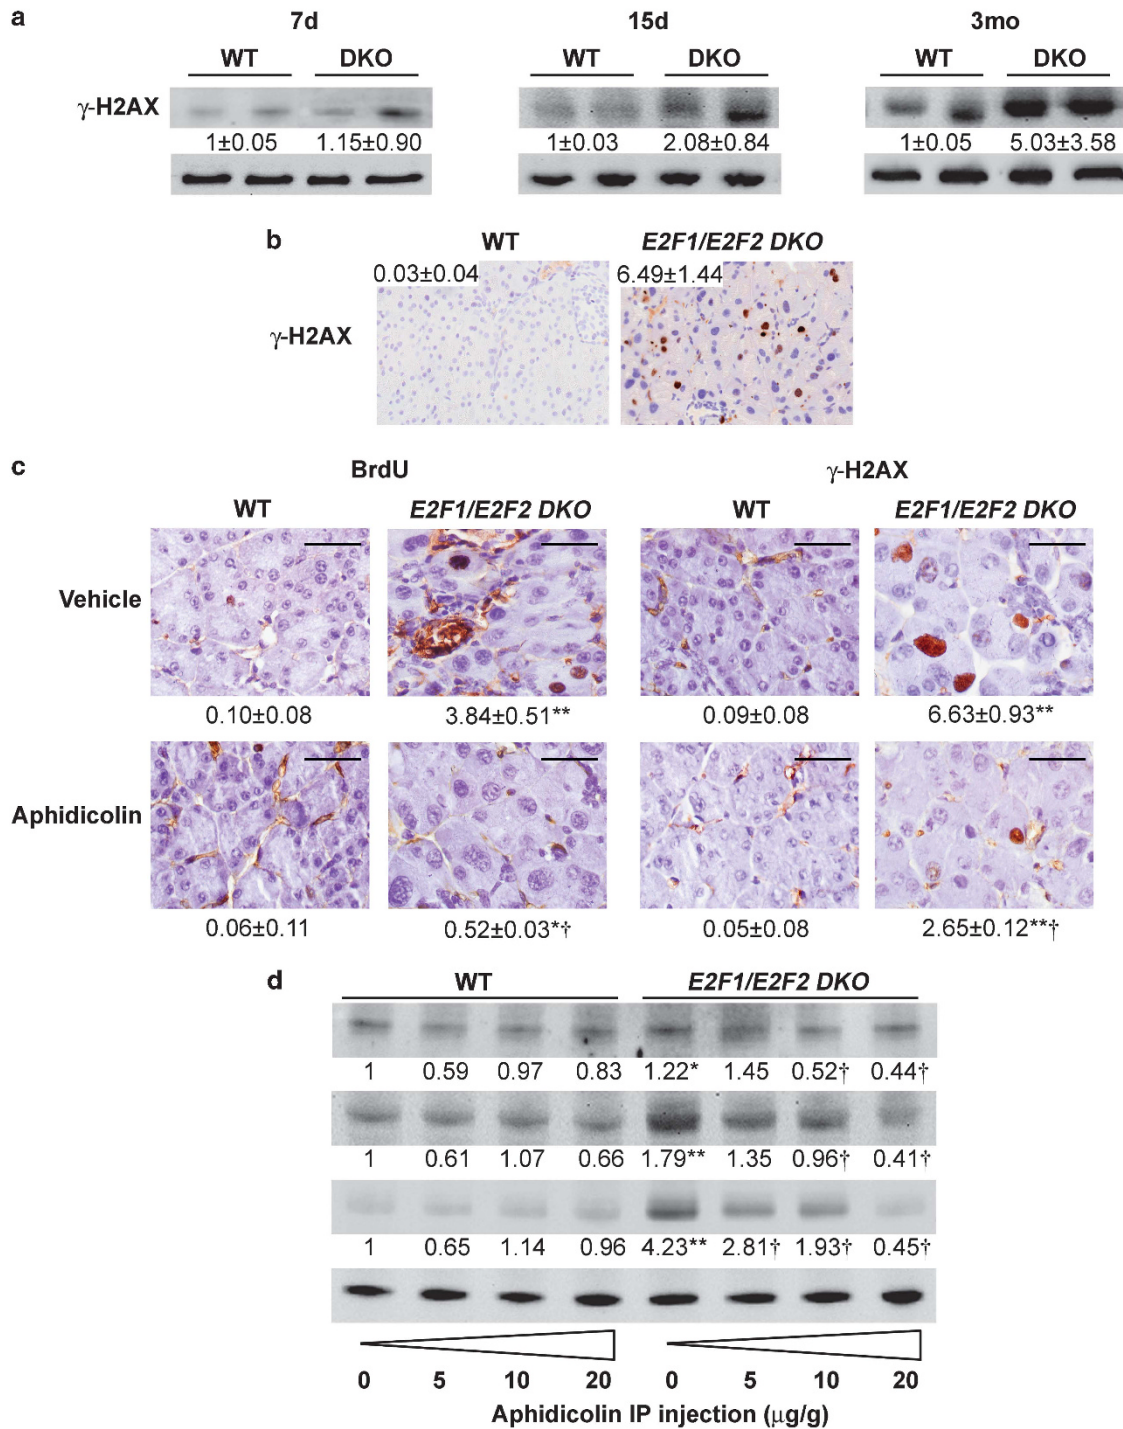 a
7d 15d 3mo
WT DKO WT DKO WT DKO
γ-H2AX
1±0.05 1.15±0.90 1±0.03 2.08±0.84 1±0.05 5.03±3.58
b
WT E2F1/E2F2 DKO
0.03±0.04 6.49±1.44
γ-H2AX
c
BrdU γ-H2AX
WT E2F1/E2F2 DKO WT E2F1/E2F2 DKO
Vehicle
0.10±0.08 3.84±0.51** 0.09±0.08 6.63±0.93**
Aphidicolin
0.06±0.11 0.52±0.03*† 0.05±0.08 2.65±0.12**†
d
WT E2F1/E2F2 DKO
1 0.59 0.97 0.83 1.22* 1.45 0.52† 0.44†
1 0.61 1.07 0.66 1.79** 1.35 0.96† 0.41†
1 0.65 1.14 0.96 4.23** 2.81† 1.93† 0.45†
0 5 10 20 0 5 10 20
Aphidicolin IP injection (μg/g)